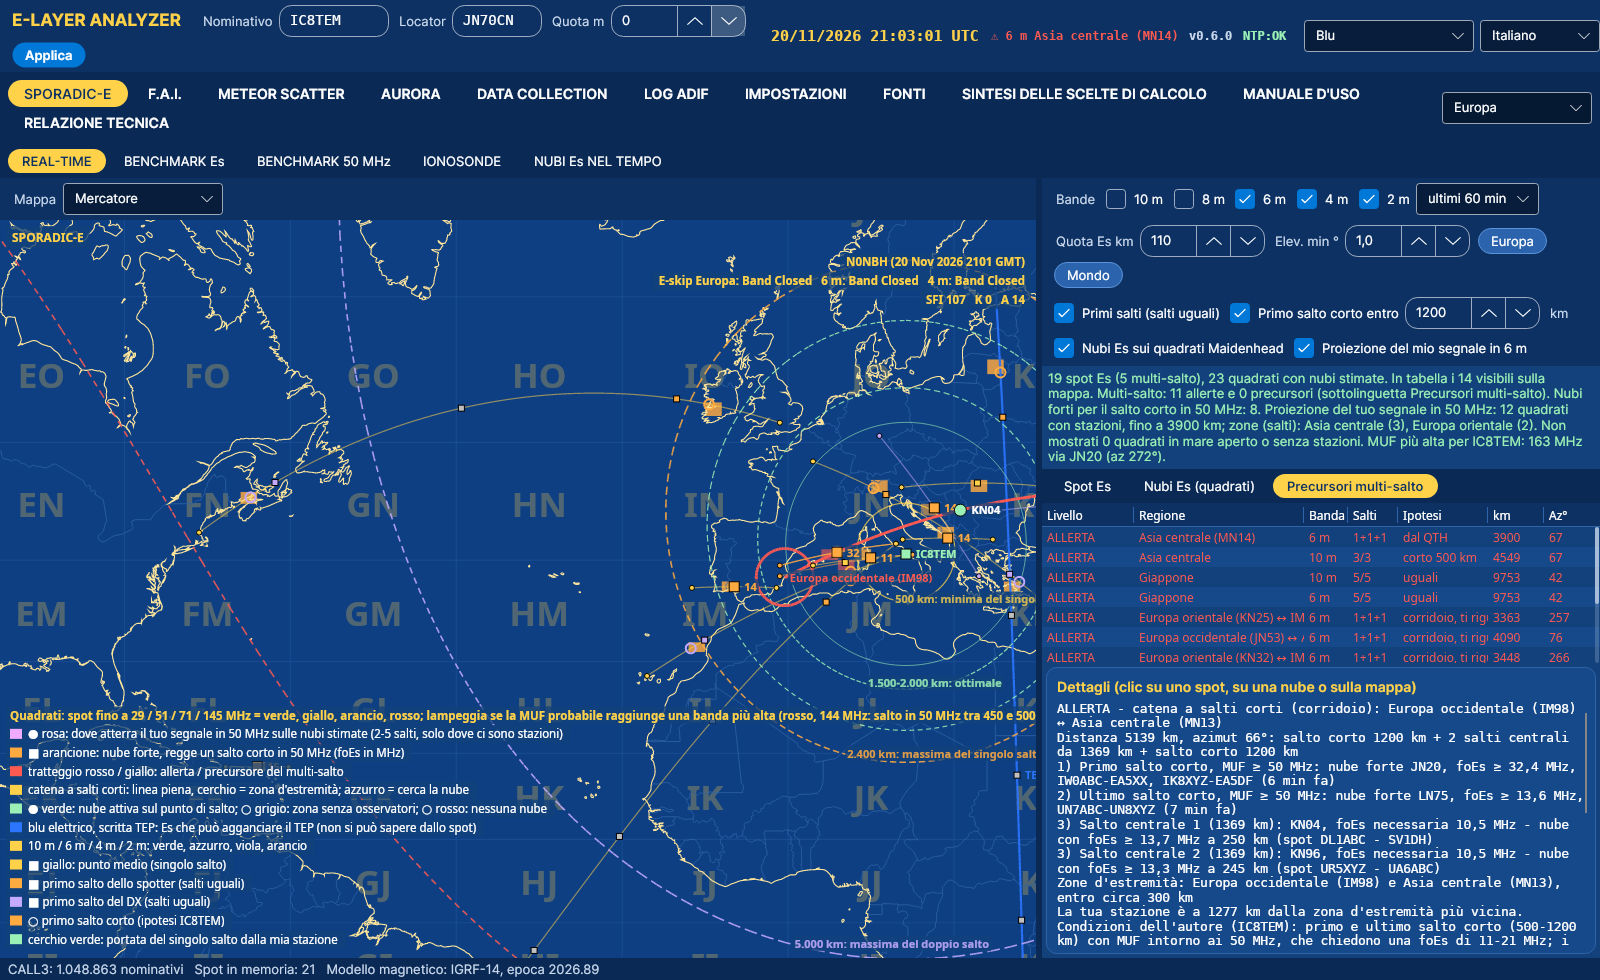 E-LAYER ANALYZER
Nominativo IC8TEM Locator JN70CN Quota m 0
Applica
20/11/2026 21:03:01 UTC ⚠ 6 m Asia centrale (MN14) v0.6.0 NTP:OK Blu Italiano
SPORADIC-E F.A.I. METEOR SCATTER AURORA DATA COLLECTION LOG ADIF IMPOSTAZIONI FONTI SINTESI DELLE SCELTE DI CALCOLO MANUALE D'USO
RELAZIONE TECNICA
Europa
REAL-TIME BENCHMARK Es BENCHMARK 50 MHz IONOSONDE NUBI Es NEL TEMPO
Mappa Mercatore
SPORADIC-E
N0NBH (20 Nov 2026 2101 GMT)
E-skip Europa: Band Closed 6 m: Band Closed 4 m: Band Closed
SFI 107 K 0 A 14
EO FO GO HO IO JO K
EN FN GN HN IN JN K
14 KN04
14
32 11 IC8TEM
Europa occidentale (IM98)
14
500 km: minima del singo
EM FM GM HM IM JM K
1.500-2.000 km: ottimale
Quadrati: spot fino a 29 / 51 / 71 / 145 MHz = verde, giallo, arancio, rosso; lampeggia se la MUF probabile raggiunge una banda più alta (rosso, 144 MHz: salto in 50 MHz tra 450 e 500
rosa: dove atterra il tuo segnale in 50 MHz sulle nubi stimate (2-5 salti, solo dove ci sono stazioni)
arancione: nube forte, regge un salto corto in 50 MHz (foEs in MHz)
2.400 km: massima del singolo salt
tratteggio rosso / giallo: allerta / precursore del multi-salto
TE
catena a salti corti: linea piena, cerchio = zona d'estremità; azzurro = cerca la nube
HK IK JK K
verde: nube attiva sul punto di salto; ○ grigio: zona senza osservatori; ○ rosso: nessuna nube
blu elettrico, scritta TEP: Es che può agganciare il TEP (non si può sapere dallo spot)
10 m / 6 m / 4 m / 2 m: verde, azzurro, viola, arancio
giallo: punto medio (singolo salto)
primo salto dello spotter (salti uguali)
GJ HJ IJ JJ K
primo salto del DX (salti uguali)
primo salto corto (ipotesi IC8TEM)
cerchio verde: portata del singolo salto dalla mia stazione
5.000 km: massima del doppio salto
Bande 10 m 8 m 6 m 4 m 2 m ultimi 60 min
Quota Es km 110 Elev. min ° 1,0 Europa
Mondo
Primi salti (salti uguali) Primo salto corto entro 1200 km
Nubi Es sui quadrati Maidenhead Proiezione del mio segnale in 6 m
19 spot Es (5 multi-salto), 23 quadrati con nubi stimate. In tabella i 14 visibili sulla
mappa. Multi-salto: 11 allerte e 0 precursori (sottolinguetta Precursori multi-salto). Nubi
forti per il salto corto in 50 MHz: 8. Proiezione del tuo segnale in 50 MHz: 12 quadrati
con stazioni, fino a 3900 km; zone (salti): Asia centrale (3), Europa orientale (2). Non
mostrati 0 quadrati in mare aperto o senza stazioni. MUF più alta per IC8TEM: 163 MHz
via JN20 (az 272°).
Spot Es Nubi Es (quadrati) Precursori multi-salto
Livello Regione Banda Salti Ipotesi km Az°
ALLERTA Asia centrale (MN14) 6 m 1+1+1 dal QTH 3900 67
ALLERTA Asia centrale 10 m 3/3 corto 500 km 4549 67
ALLERTA Giappone 10 m 5/5 uguali 9753 42
ALLERTA Giappone 6 m 5/5 uguali 9753 42
ALLERTA Europa orientale (KN25) ↔ IM 6 m 1+1+1 corridoio, ti rigu 3363 257
ALLERTA Europa occidentale (JN53) ↔ 6 m 1+1+1 corridoio, ti rigu 4090 76
ALLERTA Europa orientale (KN32) ↔ IM 6 m 1+1+1 corridoio, ti rigu 3448 266
Dettagli (clic su uno spot, su una nube o sulla mappa)
ALLERTA - catena a salti corti (corridoio): Europa occidentale (IM98)
↔ Asia centrale (MN13)
Distanza 5139 km, azimut 66°: salto corto 1200 km + 2 salti centrali
da 1369 km + salto corto 1200 km
1) Primo salto corto, MUF ≥ 50 MHz: nube forte JN20, foEs ≥ 32,4 MHz,
IW0ABC-EA5XX, IK8XYZ-EA5DF (6 min fa)
2) Ultimo salto corto, MUF ≥ 50 MHz: nube forte LN75, foEs ≥ 13,6 MHz,
UN7ABC-UN8XYZ (7 min fa)
3) Salto centrale 1 (1369 km): KN04, foEs necessaria 10,5 MHz - nube
con foEs ≥ 13,7 MHz a 250 km (spot DL1ABC - SV1DH)
3) Salto centrale 2 (1369 km): KN96, foEs necessaria 10,5 MHz - nube
con foEs ≥ 13,3 MHz a 245 km (spot UR5XYZ - UA6ABC)
Zone d'estremità: Europa occidentale (IM98) e Asia centrale (MN13),
entro circa 300 km
La tua stazione è a 1277 km dalla zona d'estremità più vicina.
Condizioni dell'autore (IC8TEM): primo e ultimo salto corto (500-1200
km) con MUF intorno ai 50 MHz, che chiedono una foEs di 11-21 MHz; i
CALL3: 1.048.863 nominativi Spot in memoria: 21 Modello magnetico: IGRF-14, epoca 2026.89